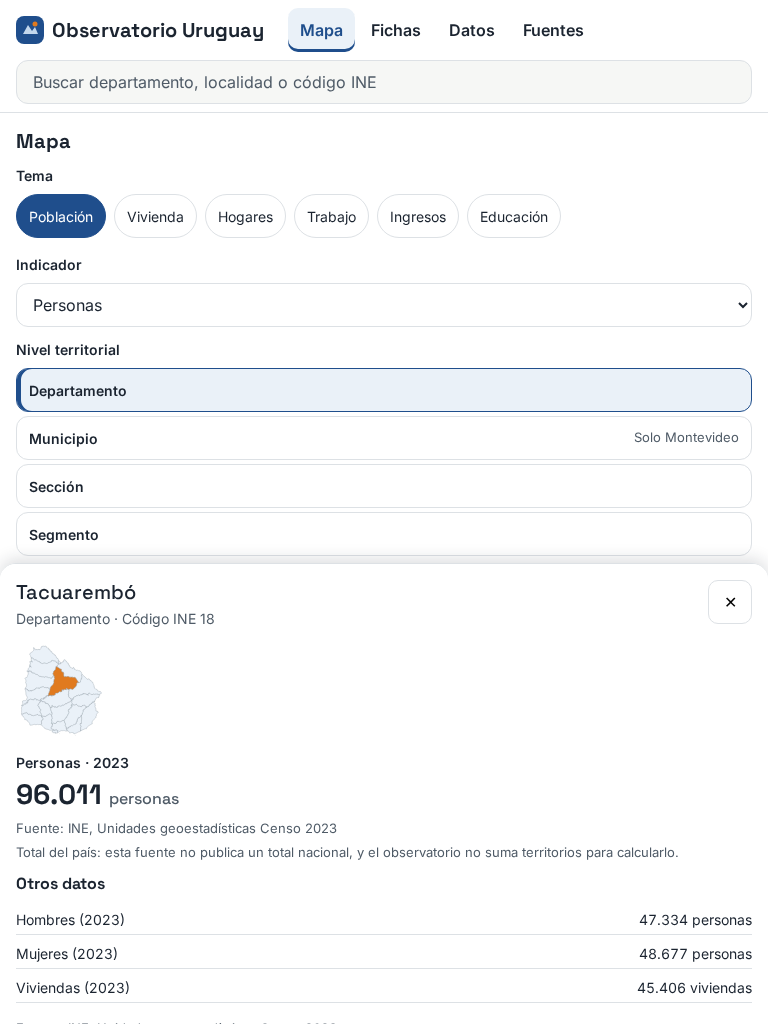 Observatorio Uruguay
Mapa
Fichas
Datos
Fuentes
Buscar departamento, localidad o código INE
Mapa
Tema
Población
Vivienda
Hogares
Trabajo
Ingresos
Educación
Indicador
Personas
Nivel territorial
Departamento
Municipio
Solo Montevideo
Sección
Segmento
Tacuarembó
Departamento · Código INE 18
×
Personas · 2023
96.011 personas
Fuente: INE, Unidades geoestadísticas Censo 2023
Total del país: esta fuente no publica un total nacional, y el observatorio no suma territorios para calcularlo.
Otros datos
Hombres (2023) 47.334 personas
Mujeres (2023) 48.677 personas
Viviendas (2023) 45.406 viviendas